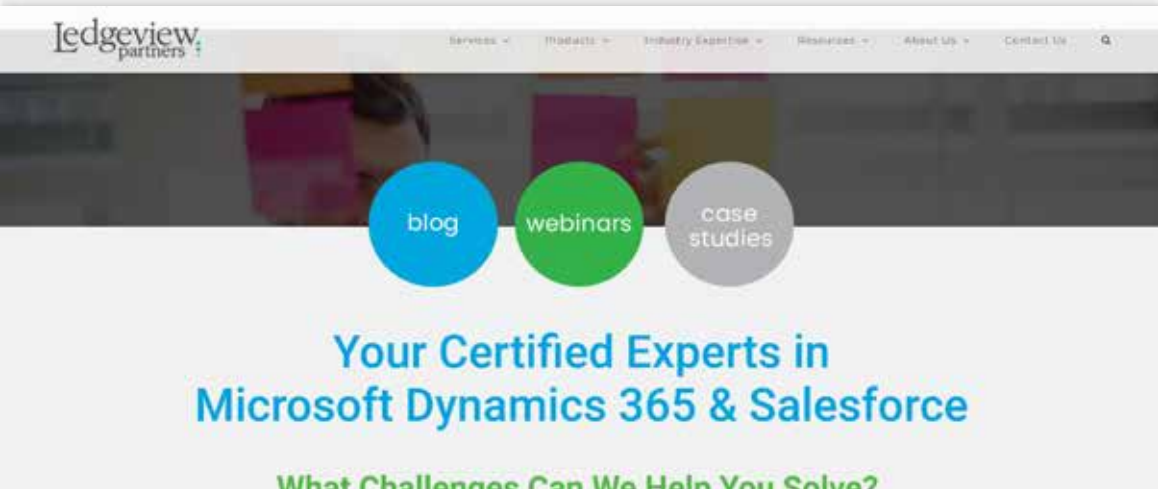 Ledgeview
partners
Services Products Industry Expertise Resources About Us Contact Us
blog
webinars
case
studies
Your Certified Experts in
Microsoft Dynamics 365 & Salesforce
What Challenges Can We Help You Solve?